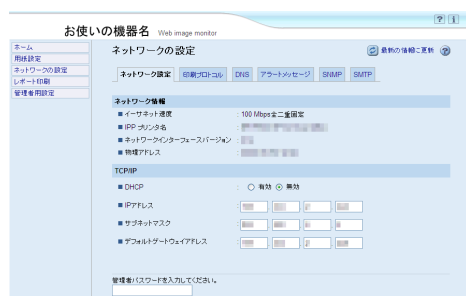 ? i
お使いの機器名 Web image monitor
ホーム
用紙設定
ネットワークの設定
レポート印刷
管理者用設定
ネットワークの設定
最新の情報に更新
ネットワーク設定 印刷プロトコル DNS アラートメッセージ SNMP SMTP
ネットワーク情報
イーサネット速度 : 100 Mbps全二重固定
IPP プリンタ名 :
ネットワークインターフェースバージョン :
物理アドレス :
TCP/IP
DHCP : 有効 無効
IPアドレス :
サブネットマスク :
デフォルトゲートウェイアドレス :
管理者パスワードを入力してください。